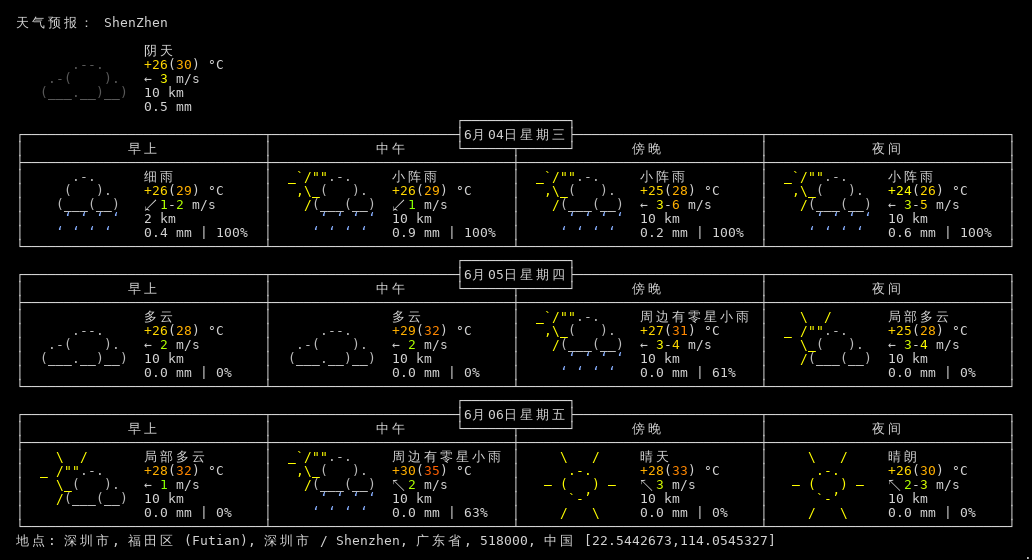 天气预报： ShenZhen
阴天
+26(30) °C
← 3 m/s
10 km
0.5 mm
6月04日星期三
早上 中午 傍晚 夜间
细雨 小阵雨 小阵雨 小阵雨
+26(29) °C +26(29) °C +25(28) °C +24(26) °C
↙ 1-2 m/s ↙ 1 m/s ← 3-6 m/s ← 3-5 m/s
2 km 10 km 10 km 10 km
0.4 mm | 100% 0.9 mm | 100% 0.2 mm | 100% 0.6 mm | 100%
6月05日星期四
早上 中午 傍晚 夜间
多云 多云 周边有零星小雨 局部多云
+26(28) °C +29(32) °C +27(31) °C +25(28) °C
← 2 m/s ← 2 m/s ← 3-4 m/s ← 3-4 m/s
10 km 10 km 10 km 10 km
0.0 mm | 0% 0.0 mm | 0% 0.0 mm | 61% 0.0 mm | 0%
6月06日星期五
早上 中午 傍晚 夜间
局部多云 周边有零星小雨 晴天 晴朗
+28(32) °C +30(35) °C +28(33) °C +26(30) °C
← 1 m/s ↖ 2 m/s ↖ 3 m/s ↖ 2-3 m/s
10 km 10 km 10 km 10 km
0.0 mm | 0% 0.0 mm | 63% 0.0 mm | 0% 0.0 mm | 0%
地点: 深圳市, 福田区 (Futian), 深圳市 / Shenzhen, 广东省, 518000, 中国 [22.5442673,114.0545327]